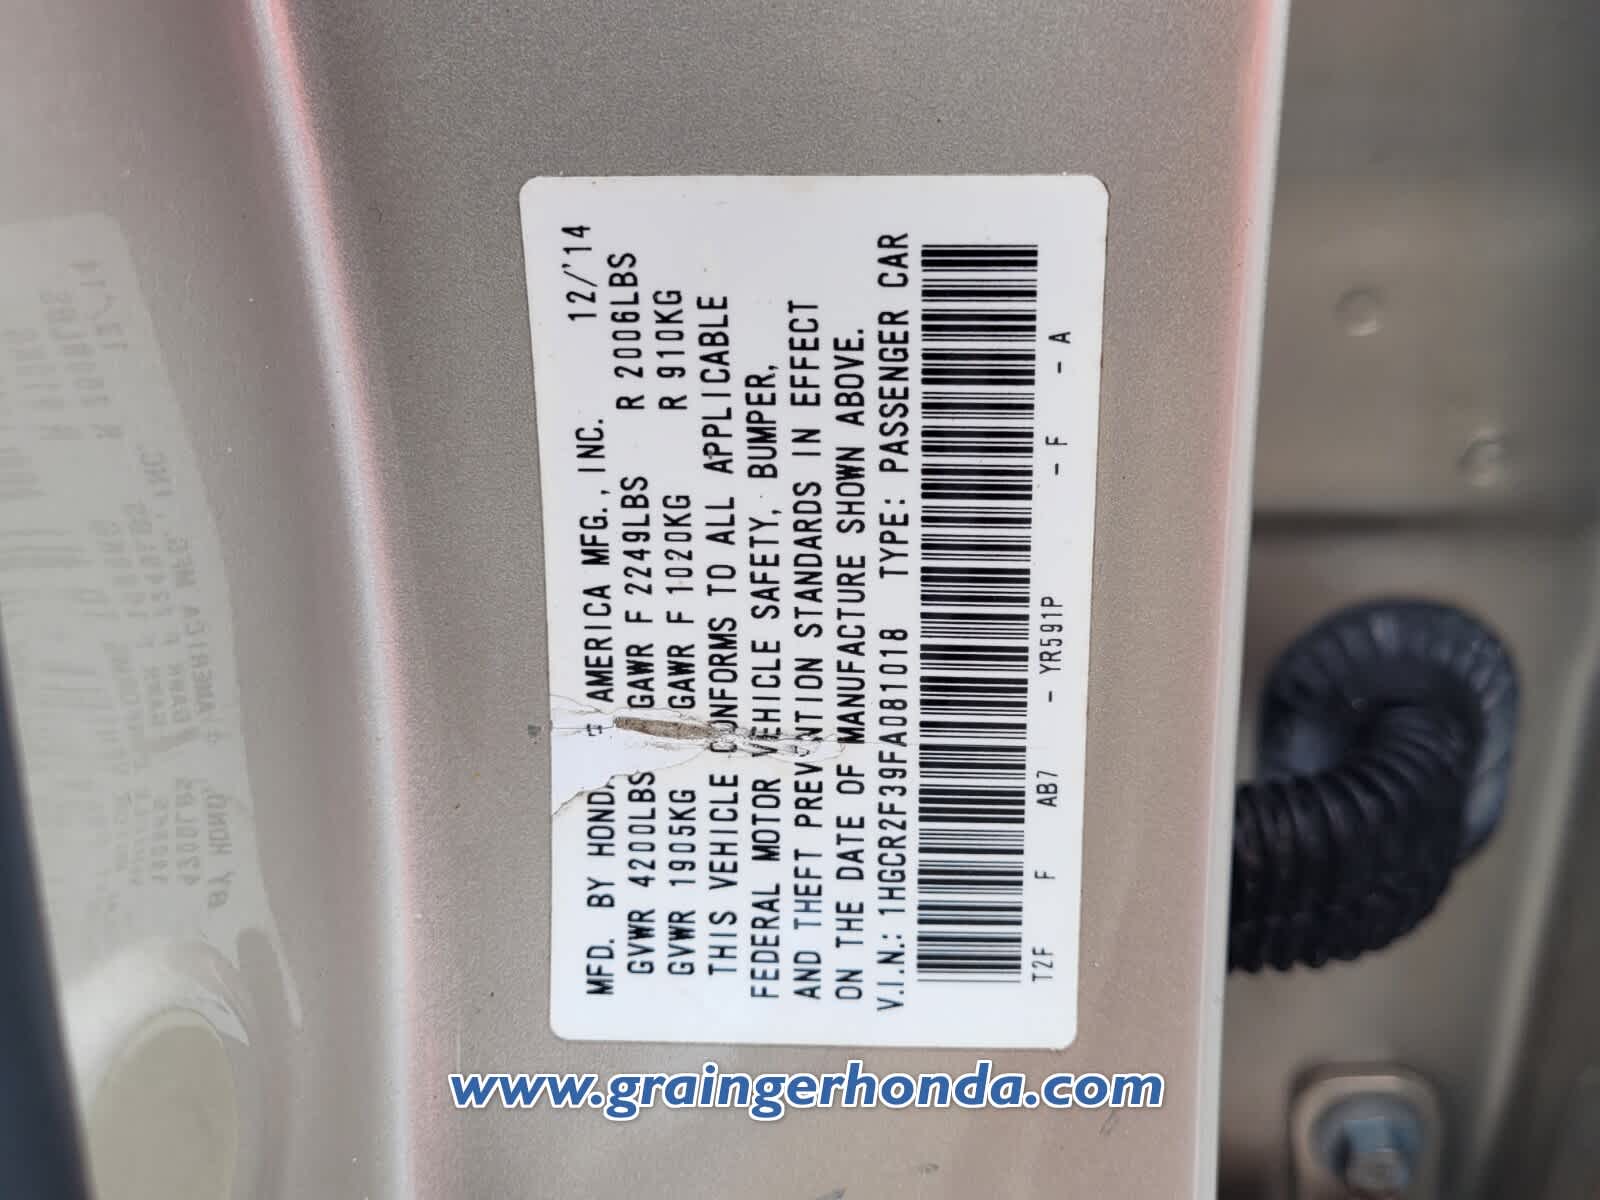 MFD. BY HONDA OF AMERICA MFG., INC. 12/'14
GVWR 4200LBS GAWR F 2249LBS R 2006LBS
GVWR 1905KG GAWR F 1020KG R 910KG
THIS VEHICLE CONFORMS TO ALL APPLICABLE
FEDERAL MOTOR VEHICLE SAFETY, BUMPER,
AND THEFT PREVENTION STANDARDS IN EFFECT
ON THE DATE OF MANUFACTURE SHOWN ABOVE.
V.I.N.: 1HGCR2F39FA081018 TYPE: PASSENGER CAR
T2F F AB7 - YR591P - F - A
www.graingerhonda.com